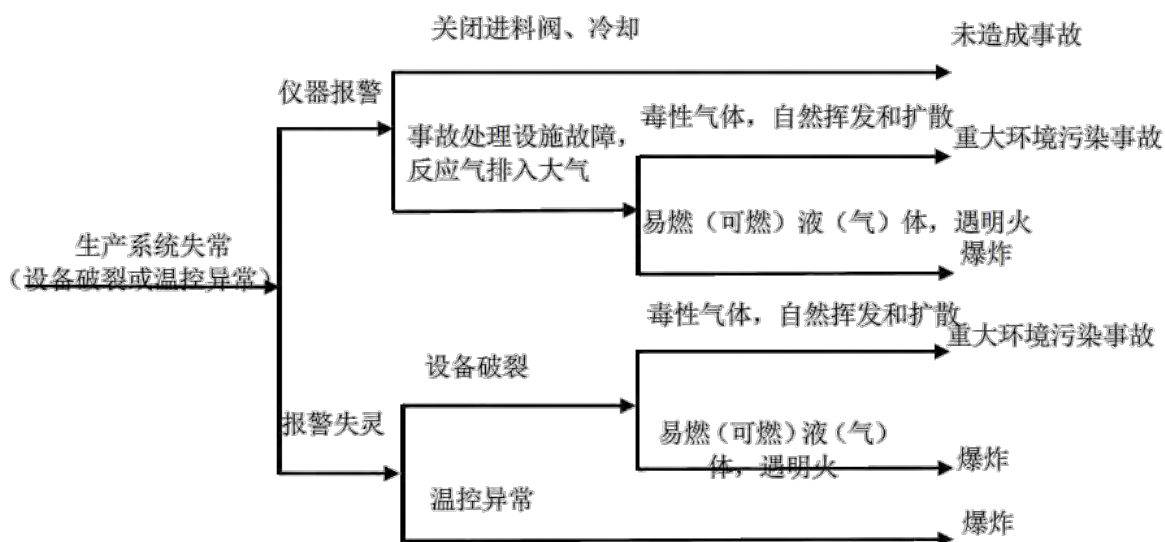 关闭进料阀、冷却
未造成事故
仪器报警
毒性气体，自然挥发和扩散
事故处理设施故障，
反应气排入大气
重大环境污染事故
易燃（可燃）液（气）体，遇明火
爆炸
生产系统失常
（设备破裂或温控异常）
毒性气体，自然挥发和扩散
重大环境污染事故
设备破裂
报警失灵
易燃（可燃）液（气）
体，遇明火
爆炸
温控异常
爆炸